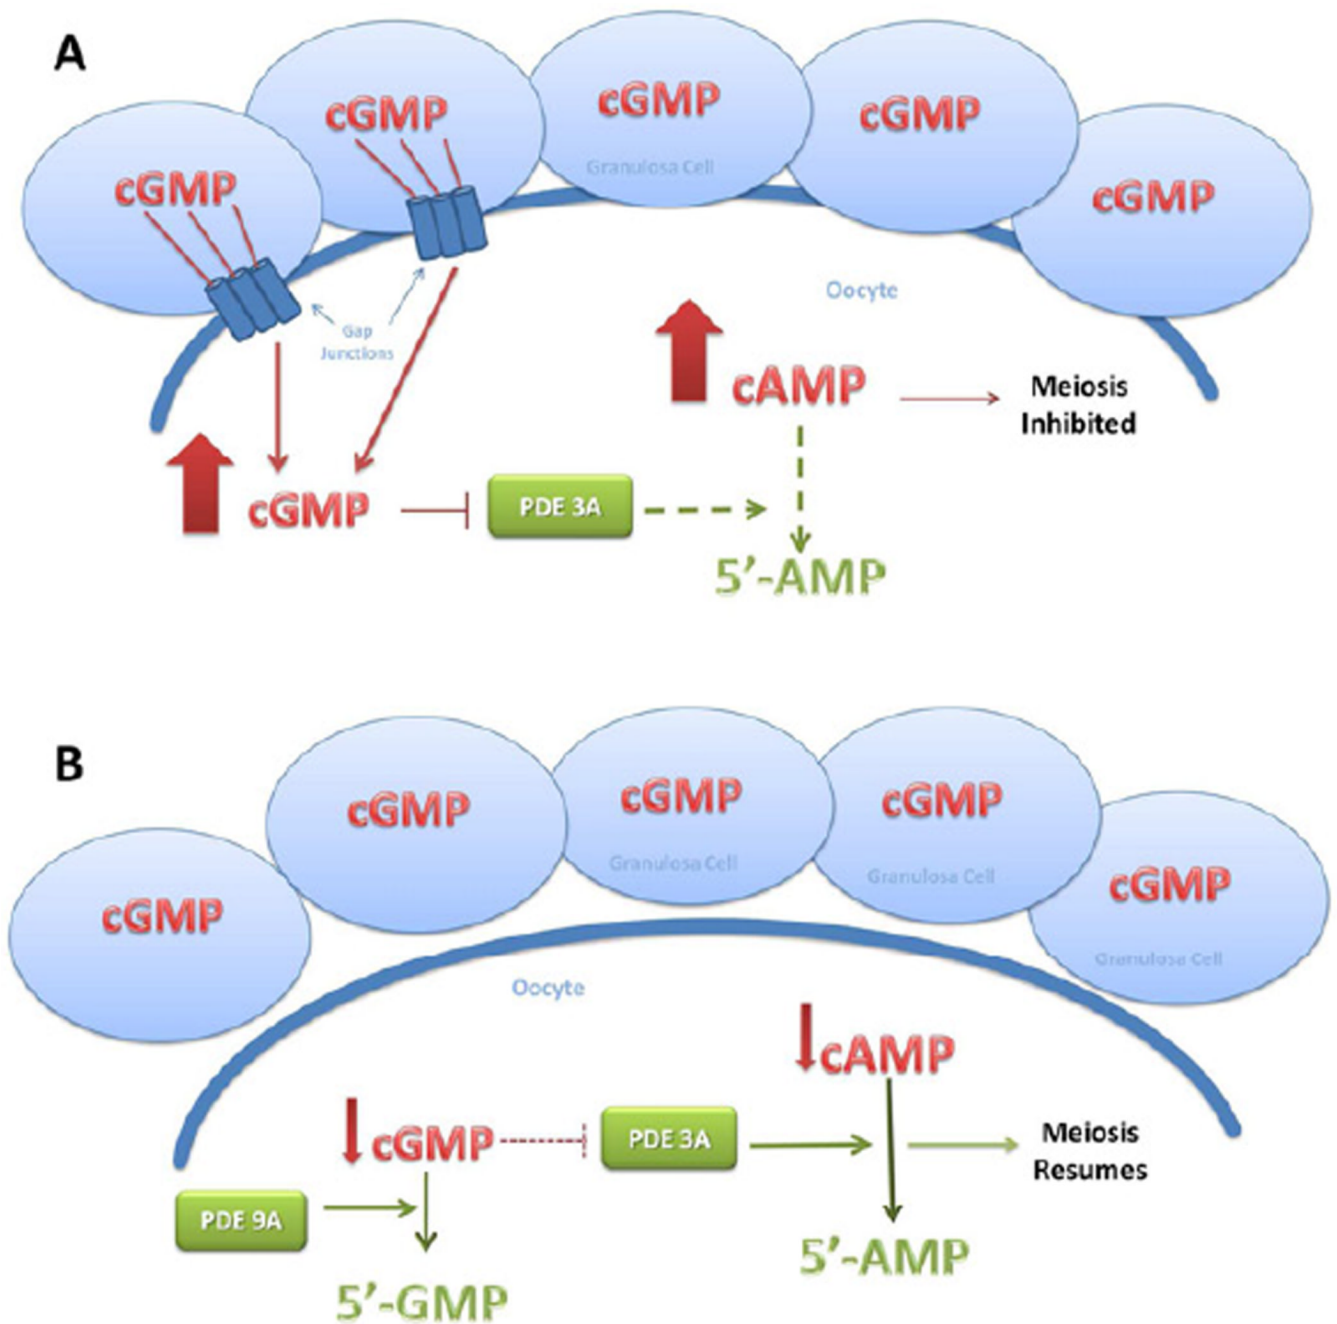 A
cGMP
cGMP
cGMP
Granulosa Cell
cGMP
cGMP
Gap
Junctions
Oocyte
cAMP
Meiosis
Inhibited
cGMP
PDE 3A
5’-AMP
B
cGMP
cGMP
cGMP
Granulosa Cell
cGMP
Granulosa Cell
cGMP
Granulosa Cell
Oocyte
cAMP
cGMP
PDE 3A
Meiosis
Resumes
PDE 9A
5’-AMP
5’-GMP